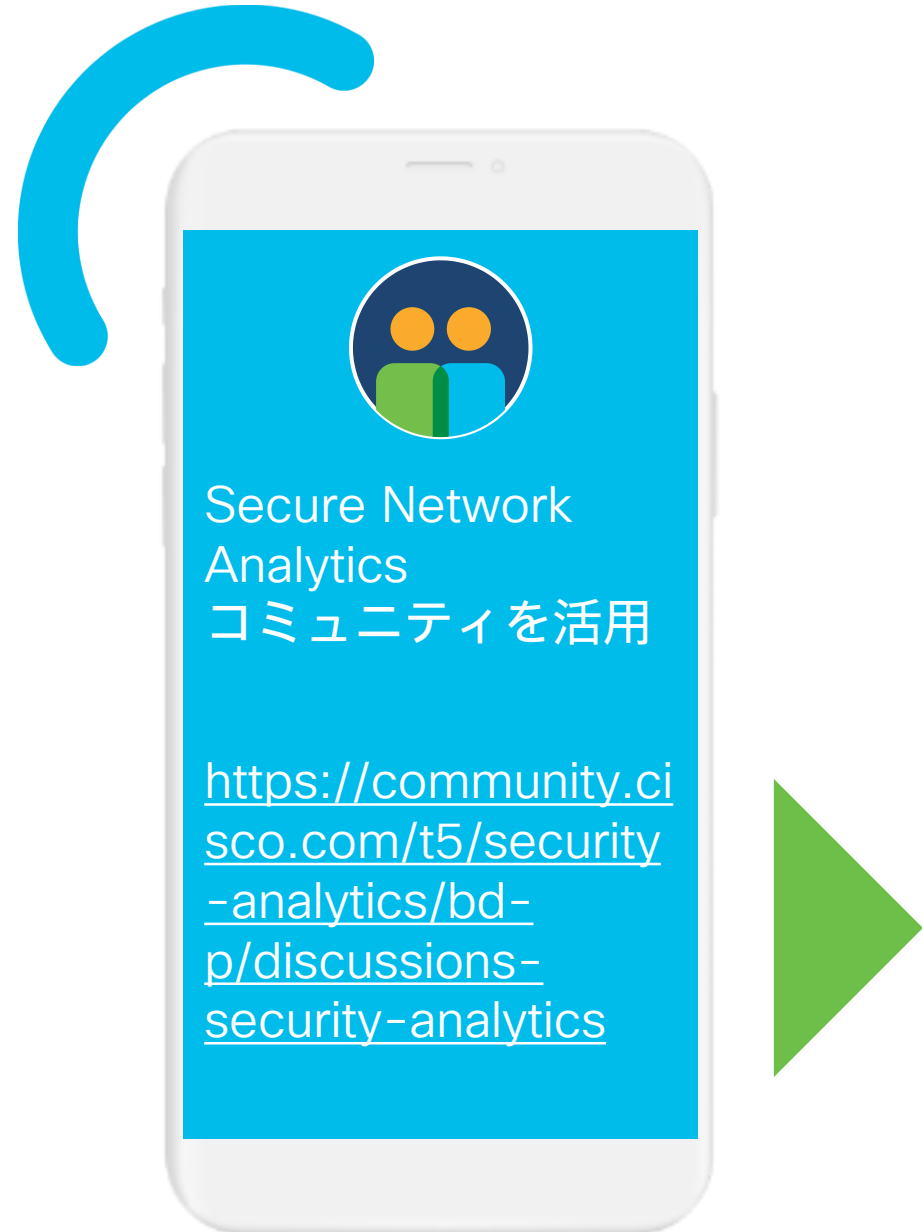 Secure Network
Analytics
コミュニティを活用
https://community.ci
sco.com/t5/security
-analytics/bd-
p/discussions-
security-analytics